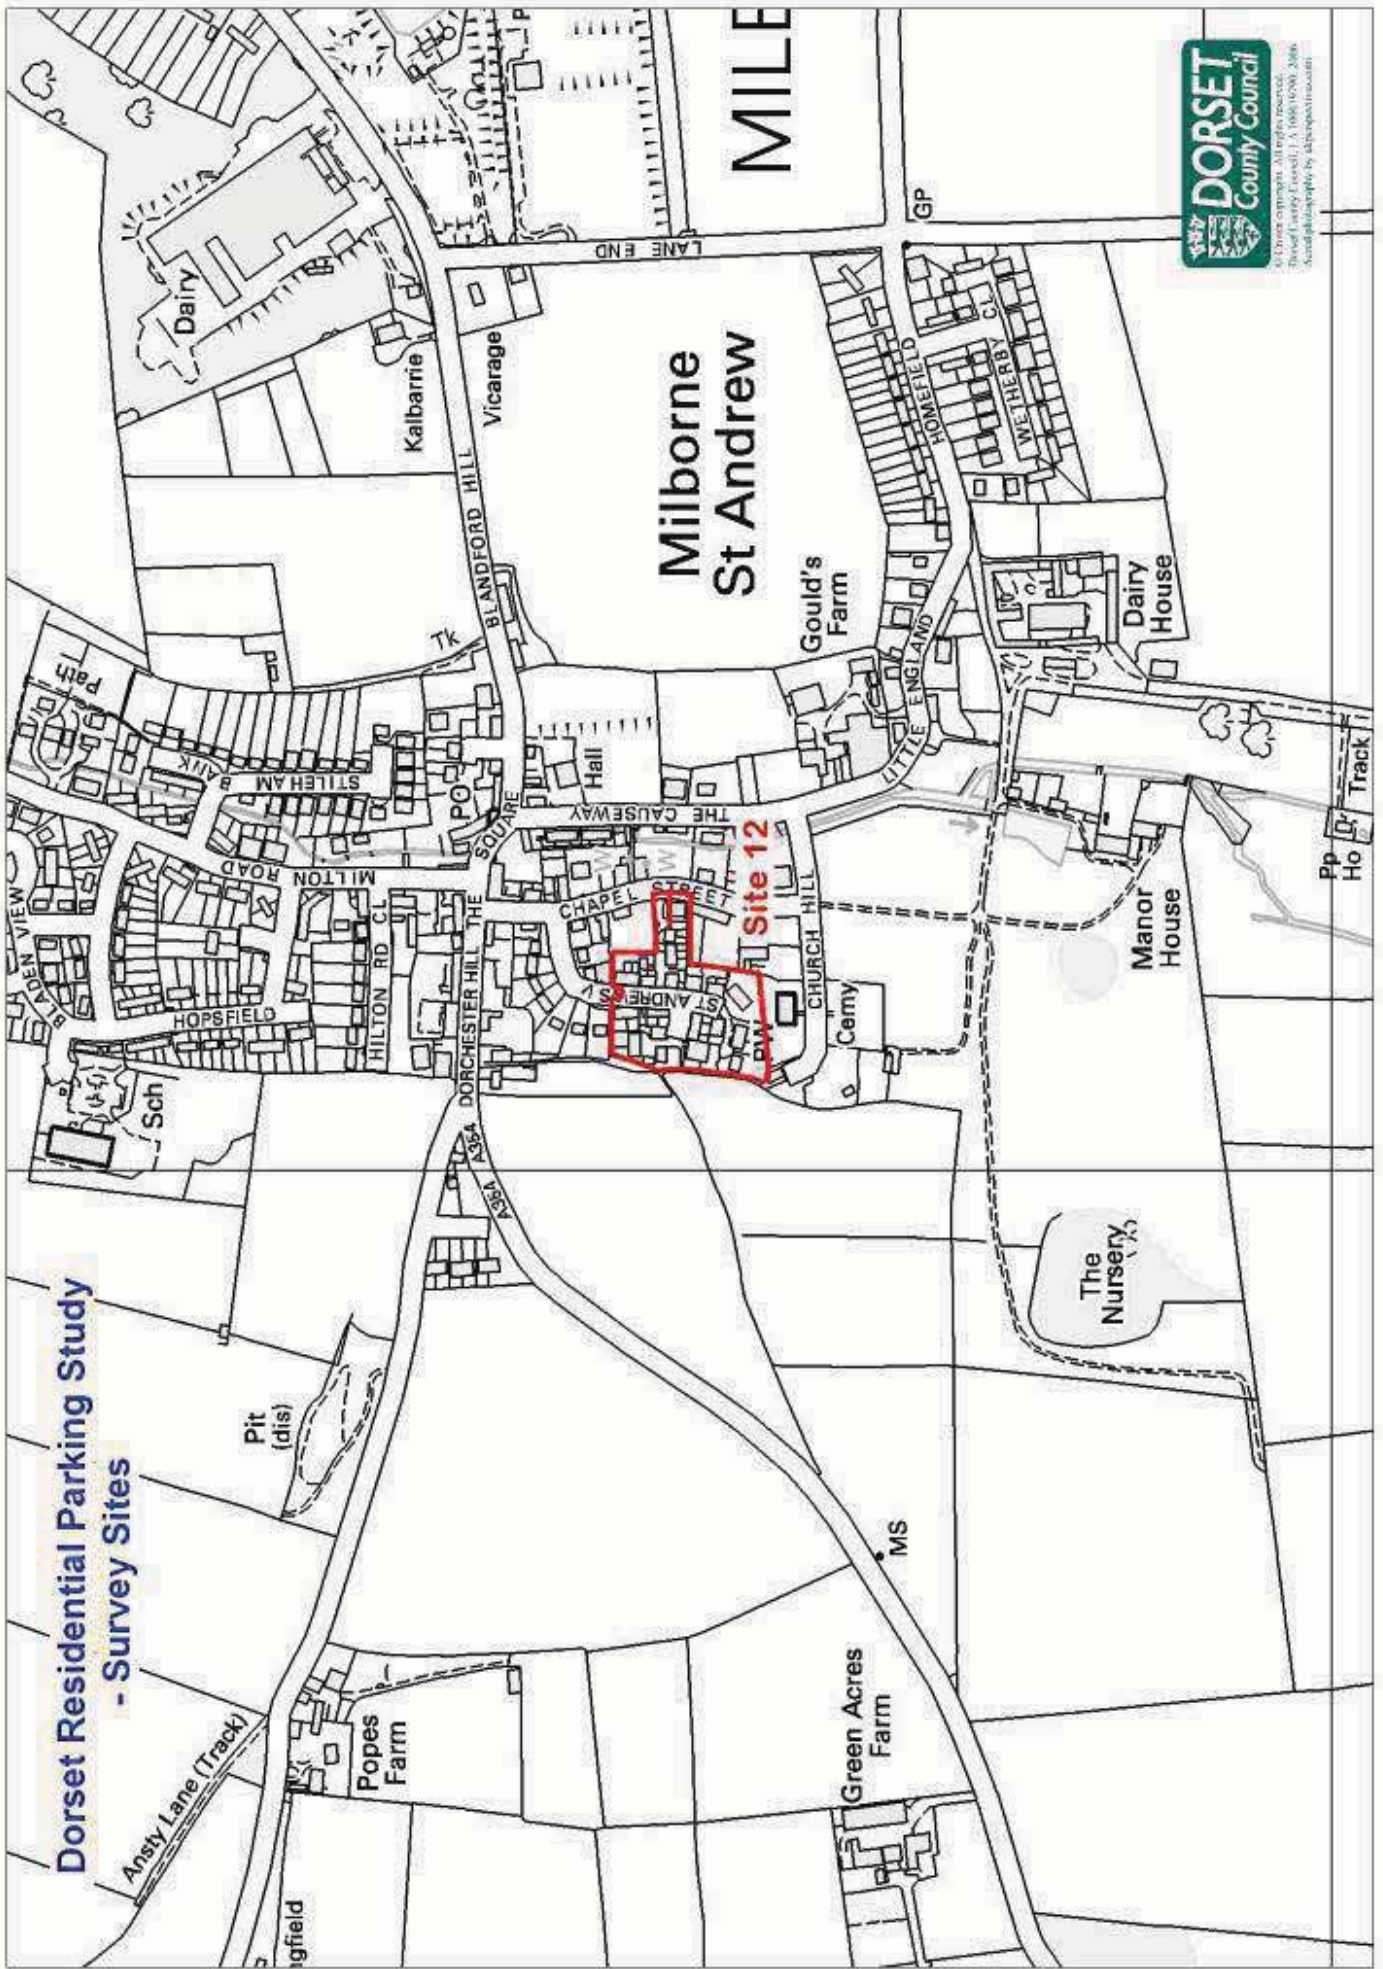 Dorset Residential Parking Study
- Survey Sites
DORSET
County Council
Ansty Lane (Track)
Popes
Farm
Pit
(dis)
Green Acres
Farm
MS
The
Nursery
Sch
BLADEN VIEW
HOPSFIELD
HILTON RD CL
MILTON
ROAD
DORCHESTER HILL
THE
SQUARE
A354
A354
PO
STILEHAM
BANK
Path
Tk
BLANDFORD HILL
Kalbarrie
Vicarage
Dairy
LANE END
MILB
Milborne
St Andrew
Hall
THE CAUSEWAY
CHAPEL STREET
Site 12
ST ANDREWS V
PW
CHURCH HILL
Cemy
W
W
Gould's
Farm
LITTLE ENGLAND
HOMEFIELD
WETHERBY CL
GP
Dairy
House
Manor
House
Pp
Ho
Track
ngfield